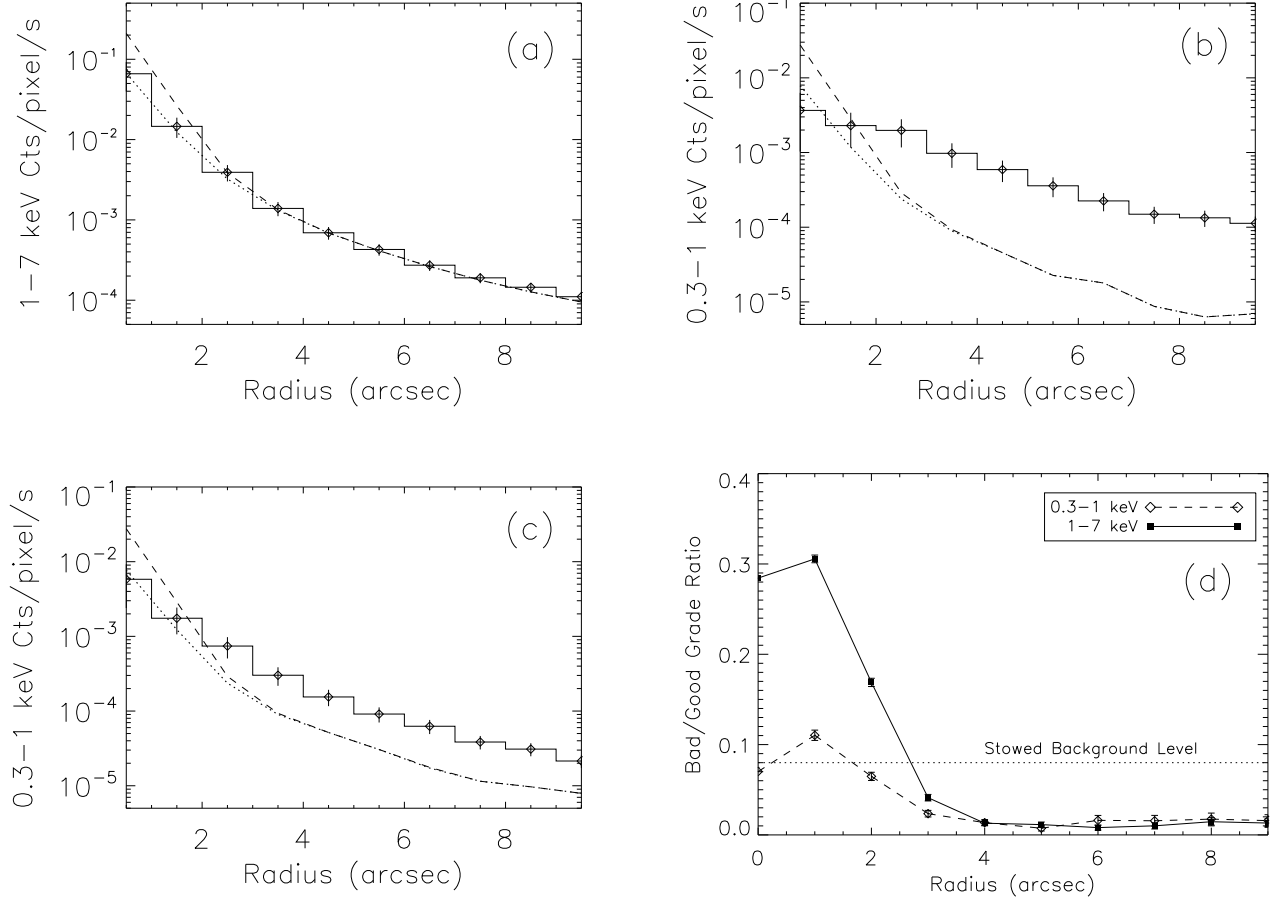 (a)
1−7 keV Cts/pixel/s
10⁻¹
10⁻²
10⁻³
10⁻⁴
2 4 6 8
Radius (arcsec)
(b)
0.3−1 keV Cts/pixel/s
10⁻¹
10⁻²
10⁻³
10⁻⁴
10⁻⁵
2 4 6 8
Radius (arcsec)
(c)
0.3−1 keV Cts/pixel/s
10⁻¹
10⁻²
10⁻³
10⁻⁴
10⁻⁵
2 4 6 8
Radius (arcsec)
(d)
Bad/Good Grade Ratio
0.4
0.3
0.2
0.1
0.0
0.3−1 keV
1−7 keV
Stowed Background Level
0 2 4 6 8
Radius (arcsec)